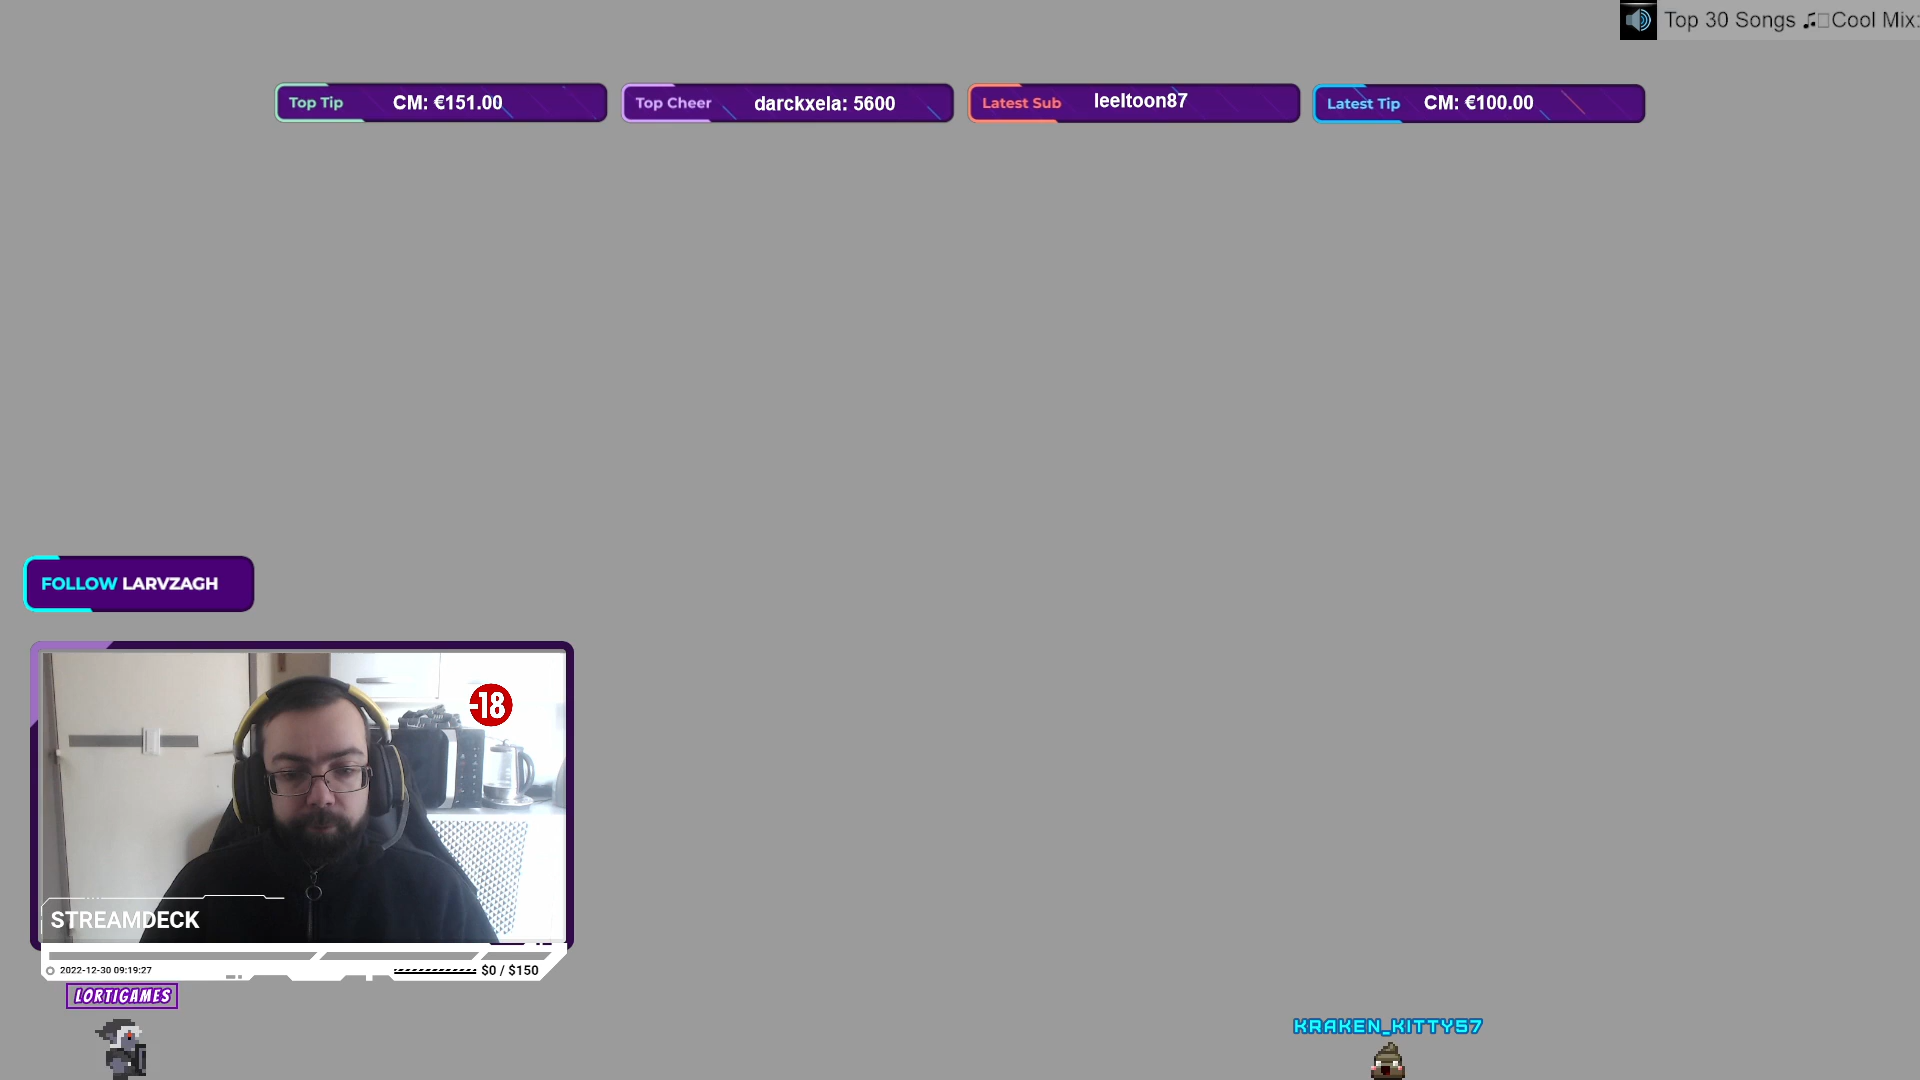 Top 30 Songs ♫ Cool Mix:
Top Tip CM: €151.00
Top Cheer darckxela: 5600
Latest Sub leeltoon87
Latest Tip CM: €100.00
FOLLOW LARVZAGH
-18
STREAMDECK
2022-12-30 09:19:27
$0 / $150
LORTIGAMES
KRAKEN_KITTY57